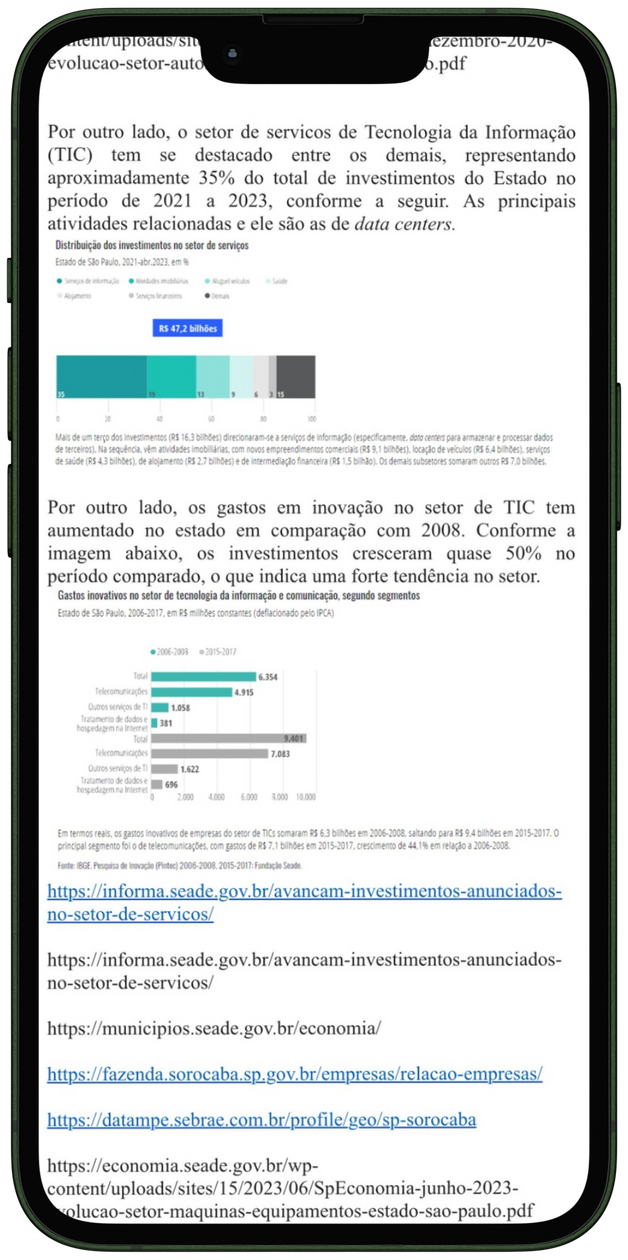 evolucao-setor-auto o.pdf
Por outro lado, o setor de servicos de Tecnologia da Informação
(TIC) tem se destacado entre os demais, representando
aproximadamente 35% do total de investimentos do Estado no
período de 2021 a 2023, conforme a seguir. As principais
atividades relacionadas e ele são as de data centers.
Distribuição dos investimentos no setor de serviços
Estado de São Paulo, 2021-abr.2023, em %
Serviços de informação Atividades imobiliárias Aluguel veículos Saúde
Alojamento Serviços financeiros Demais
R$ 47,2 bilhões
35 19 13 9 6 3 15
0 20 40 60 80 100
Mais de um terço dos investimentos (R$ 16,3 bilhões) direcionaram-se a serviços de informação (especificamente, data centers para armazenar e processar dados
de terceiros). Na sequência, vêm atividades imobiliárias, com novos empreendimentos comerciais (R$ 9,1 bilhões), locação de veículos (R$ 6,4 bilhões), serviços
de saúde (R$ 4,3 bilhões), de alojamento (R$ 2,7 bilhões) e de intermediação financeira (R$ 1,5 bilhão). Os demais subsetores somaram outros R$ 7,0 bilhões.
Por outro lado, os gastos em inovação no setor de TIC tem
aumentado no estado em comparação com 2008. Conforme a
imagem abaixo, os investimentos cresceram quase 50% no
período comparado, o que indica uma forte tendência no setor.
Gastos inovativos no setor de tecnologia da informação e comunicação, segundo segmentos
Estado de São Paulo, 2006-2017, em R$ milhões constantes (deflacionado pelo IPCA)
2006-2008 2015-2017
Total 6.354
Telecomunicações 4.915
Outros serviços de TI 1.058
Tratamento de dados e
hospedagem na Internet 381
Total 9.401
Telecomunicações 7.083
Outros serviços de TI 1.622
Tratamento de dados e
hospedagem na Internet 696
0 2.000 4.000 6.000 8.000 10.000
Em termos reais, os gastos inovativos de empresas do setor de TICs somaram R$ 6,3 bilhões em 2006-2008, saltando para R$ 9,4 bilhões em 2015-2017. O
principal segmento foi o de telecomunicações, com gastos de R$ 7,1 bilhões em 2015-2017, crescimento de 44,1% em relação a 2006-2008.
Fonte: IBGE. Pesquisa de Inovação (Pintec) 2006-2008, 2015-2017; Fundação Seade.
https://informa.seade.gov.br/avancam-investimentos-anunciados-
no-setor-de-servicos/
https://informa.seade.gov.br/avancam-investimentos-anunciados-
no-setor-de-servicos/
https://municipios.seade.gov.br/economia/
https://fazenda.sorocaba.sp.gov.br/empresas/relacao-empresas/
https://datampe.sebrae.com.br/profile/geo/sp-sorocaba
https://economia.seade.gov.br/wp-
content/uploads/sites/15/2023/06/SpEconomia-junho-2023-
volucao-setor-maquinas-equipamentos-estado-sao-paulo.pdf